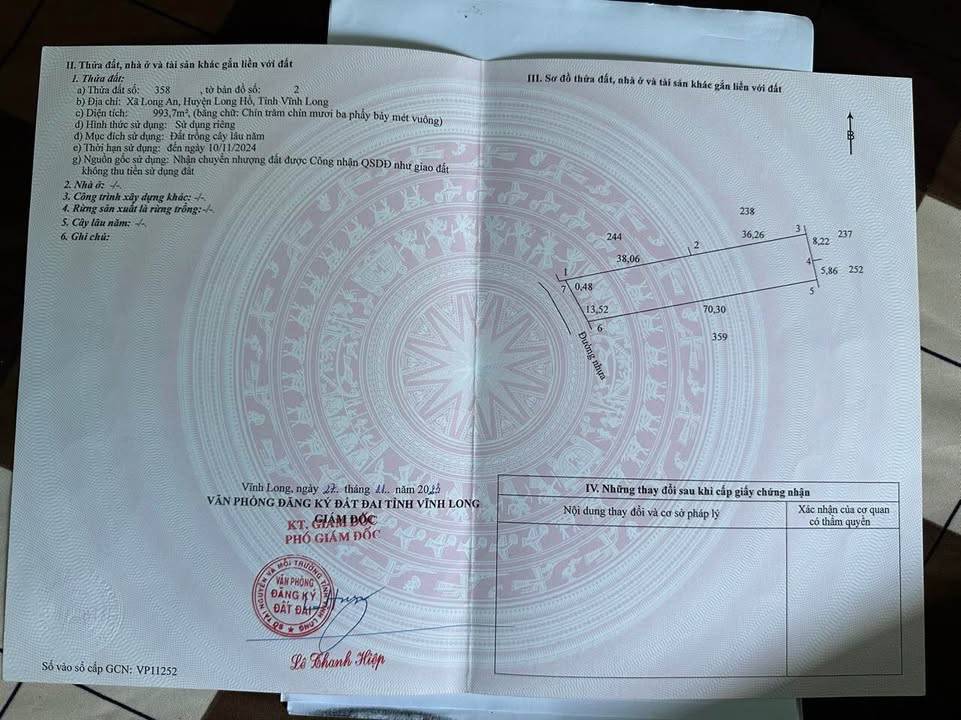 II. Thửa đất, nhà ở và tài sản khác gắn liền với đất
1. Thửa đất:
a) Thửa đất số: 358 , tờ bản đồ số: 2
b) Địa chỉ: Xã Long An, Huyện Long Hồ, Tỉnh Vĩnh Long
c) Diện tích: 993,7m², (bằng chữ: Chín trăm chín mươi ba phẩy bảy mét vuông)
d) Hình thức sử dụng: Sử dụng riêng
đ) Mục đích sử dụng: Đất trồng cây lâu năm
e) Thời hạn sử dụng: đến ngày 10/11/2024
g) Nguồn gốc sử dụng: Nhận chuyển nhượng đất được Công nhận QSDĐ như giao đất
không thu tiền sử dụng đất
2. Nhà ở: -/-.
3. Công trình xây dựng khác: -/-.
4. Rừng sản xuất là rừng trồng:-/-.
5. Cây lâu năm: -/-.
6. Ghi chú:
Vĩnh Long, ngày 27 tháng 11 năm 2023
VĂN PHÒNG ĐĂNG KÝ ĐẤT ĐAI TỈNH VĨNH LONG
GIÁM ĐỐC
KT. GIÁM ĐỐC
PHÓ GIÁM ĐỐC
SỞ TÀI NGUYÊN VÀ MÔI TRƯỜNG TỈNH VĨNH LONG
VĂN PHÒNG
ĐĂNG KÝ
ĐẤT ĐAI
Lê Thanh Hiệp
Số vào sổ cấp GCN: VP11252
III. Sơ đồ thửa đất, nhà ở và tài sản khác gắn liền với đất
B
238
244
36,26
3
237
2
8,22
38,06
4
1
5,86
252
7
0,48
5
13,52
70,30
6
359
Đường nhựa
IV. Những thay đổi sau khi cấp giấy chứng nhận
Nội dung thay đổi và cơ sở pháp lý
Xác nhận của cơ quan
có thẩm quyền